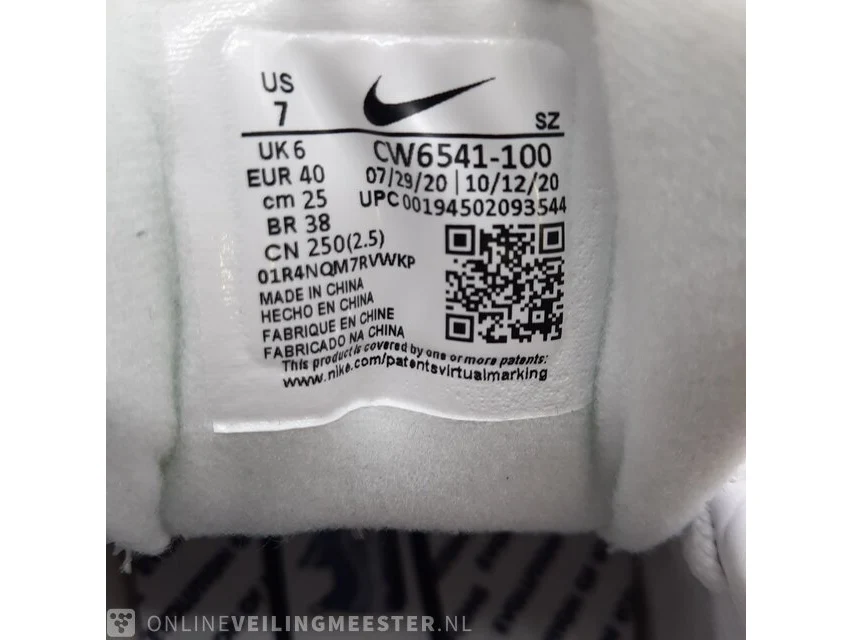 US
7
SZ
UK 6
EUR 40
cm 25
BR 38
CN 250(2.5)
CW6541-100
07/29/20 | 10/12/20
UPC 00194502093544
01R4NQM7RVWKP
MADE IN CHINA
HECHO EN CHINA
FABRIQUE EN CHINE
FABRICADO NA CHINA
This product is covered by one or more patents:
www.nike.com/patentsvirtualmarking
ONLINEVEILINGMEESTER.NL